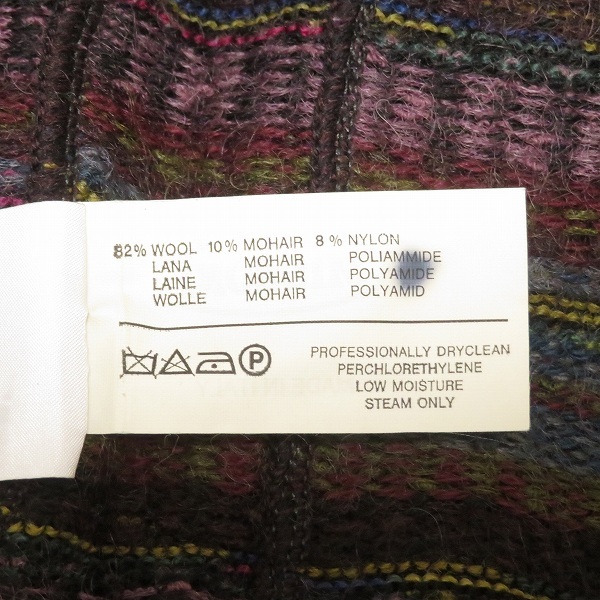 82% WOOL 10% MOHAIR 8% NYLON
LANA MOHAIR POLIAMMIDE
LAINE MOHAIR POLYAMIDE
WOLLE MOHAIR POLYAMID
P
PROFESSIONALLY DRYCLEAN
PERCHLORETHYLENE
LOW MOISTURE
STEAM ONLY